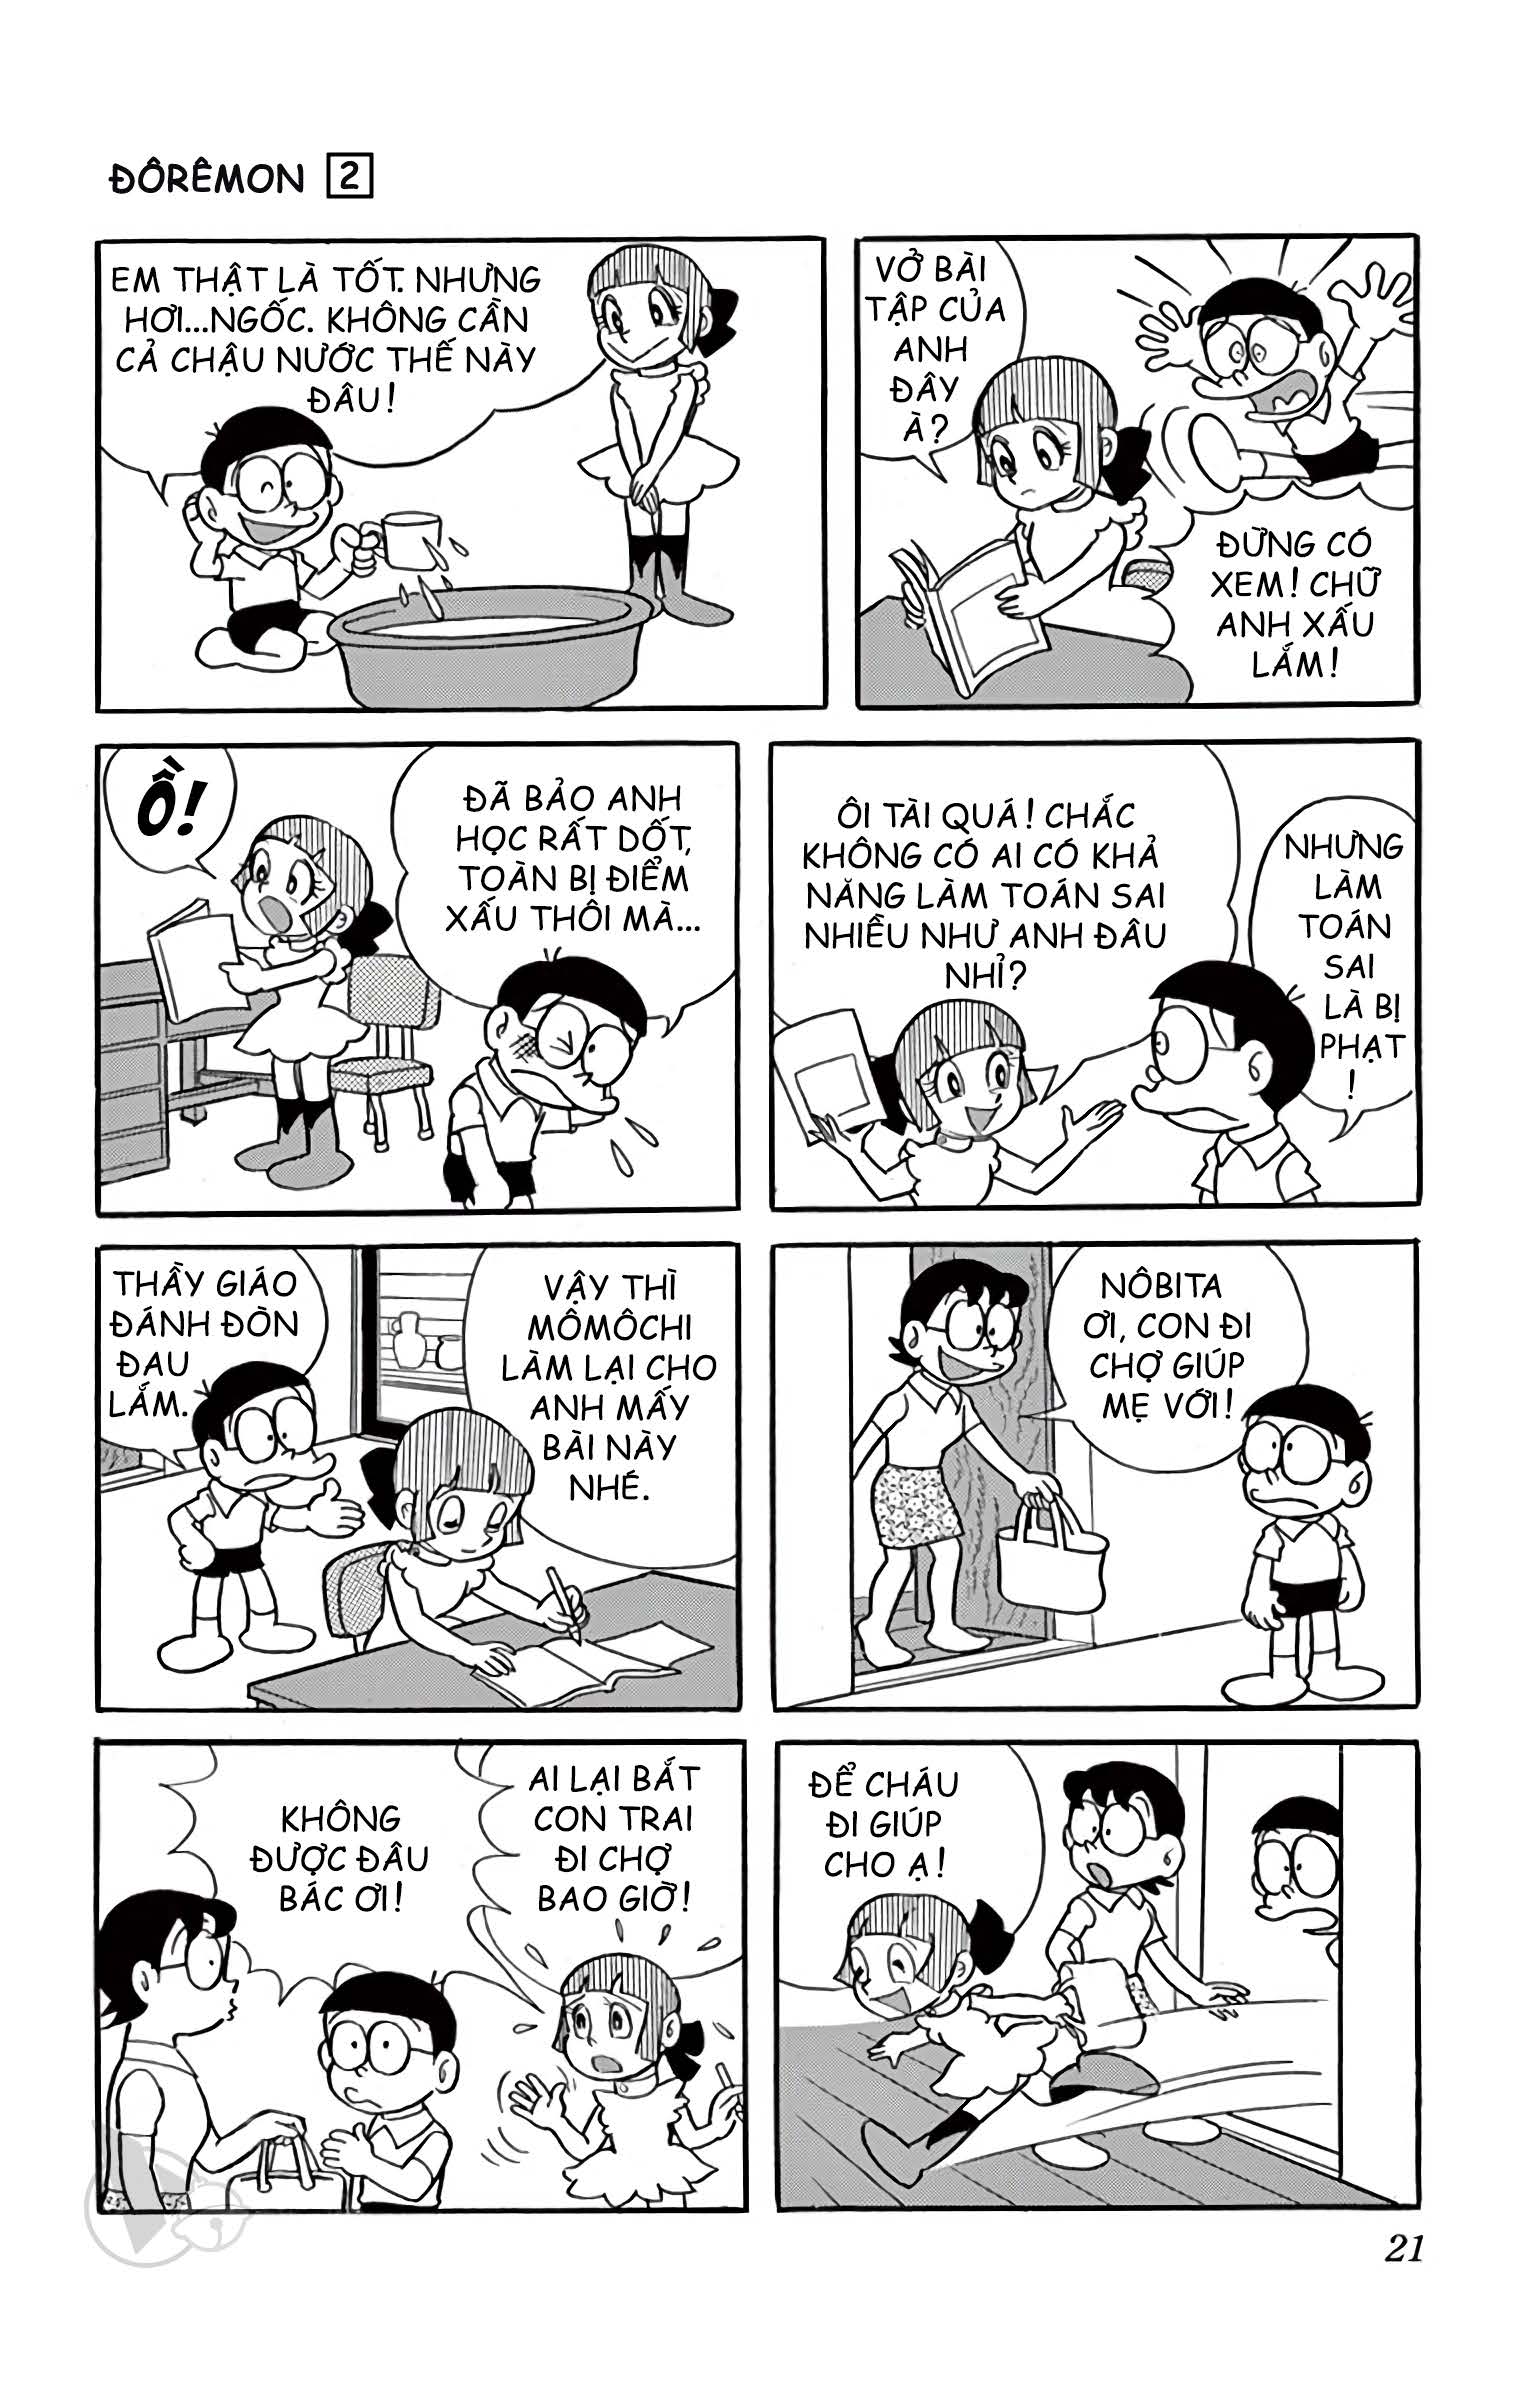 ĐÔRÊMON 2
EM THẬT LÀ TỐT. NHƯNG
HƠI...NGỐC. KHÔNG CẦN
CẢ CHẬU NƯỚC THẾ NÀY
ĐÂU!
VỞ BÀI
TẬP CỦA
ANH
ĐÂY
À?
ĐỪNG CÓ
XEM! CHỮ
ANH XẤU
LẮM!
Ồ!
ĐÃ BẢO ANH
HỌC RẤT DỐT,
TOÀN BỊ ĐIỂM
XẤU THÔI MÀ...
ÔI TÀI QUÁ! CHẮC
KHÔNG CÓ AI CÓ KHẢ
NĂNG LÀM TOÁN SAI
NHIỀU NHƯ ANH ĐÂU
NHỈ?
NHƯNG
LÀM
TOÁN
SAI
LÀ BỊ
PHẠT
!
THẦY GIÁO
ĐÁNH ĐÒN
ĐAU
LẮM.
VẬY THÌ
MÔMÔCHI
LÀM LẠI CHO
ANH MẤY
BÀI NÀY
NHÉ.
NÔBITA
ƠI, CON ĐI
CHỢ GIÚP
MẸ VỚI!
KHÔNG
ĐƯỢC ĐÂU
BÁC ƠI!
AI LẠI BẮT
CON TRAI
ĐI CHỢ
BAO GIỜ!
ĐỂ CHÁU
ĐI GIÚP
CHO Ạ!
21